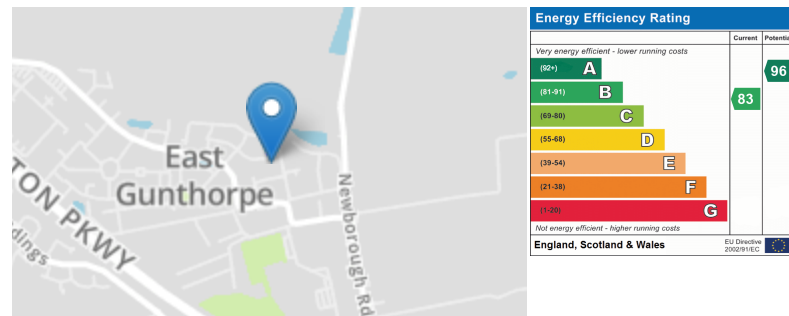 East
Gunthorpe
TON PKWY
dings
Newborough Rd
Energy Efficiency Rating
Current Potentia
Very energy efficient - lower running costs
(92+) A 96
(81-91) B 83
(69-80) C
(55-68) D
(39-54) E
(21-38) F
(1-20) G
Not energy efficient - higher running costs
England, Scotland & Wales
EU Directive
2002/91/EC